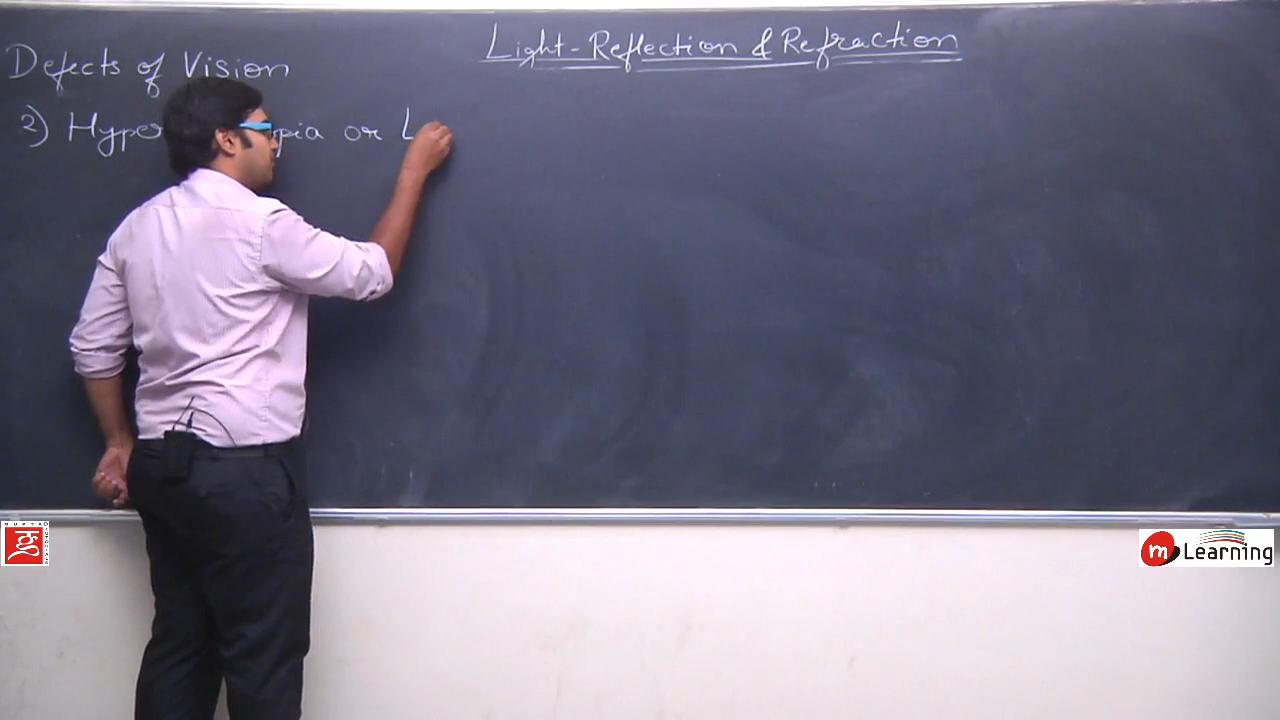 Light - Reflection & Refraction
Defects of Vision
2) Hyper pia or L
m Learning